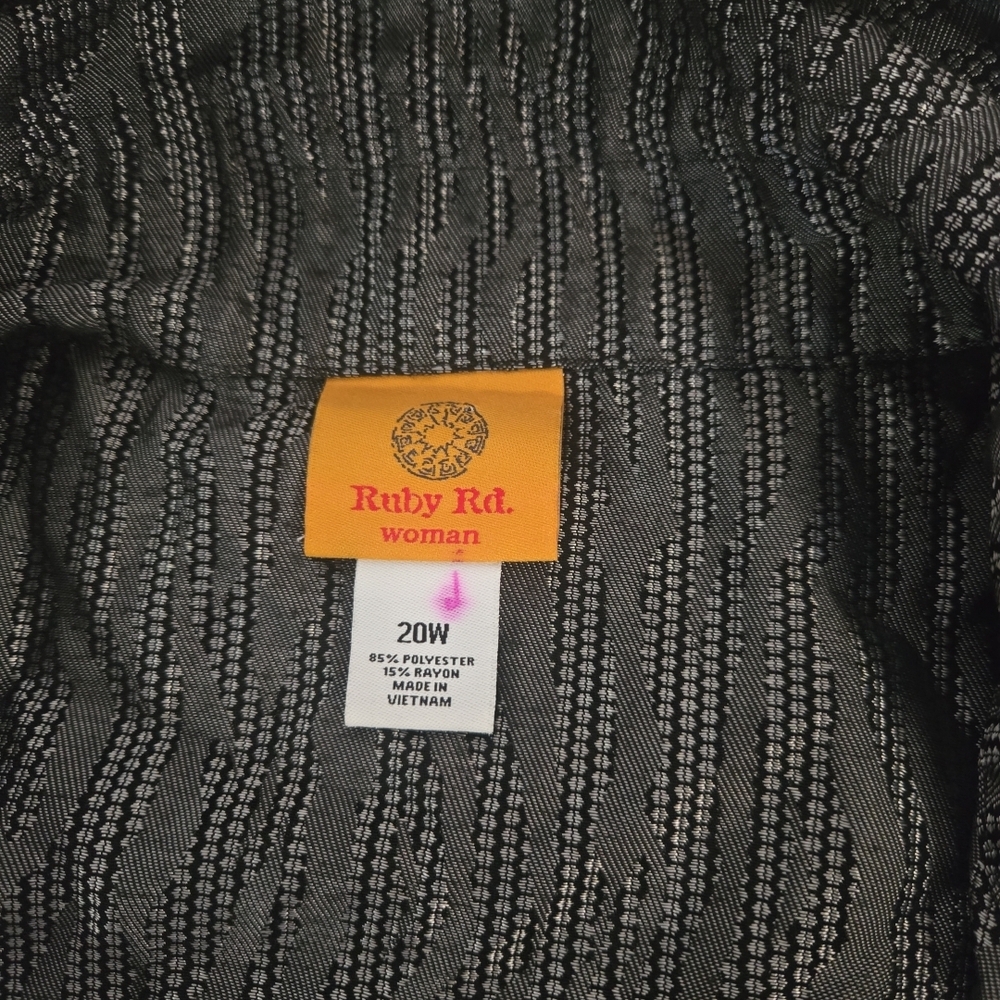 Ruby Rd.
woman
20W
85% POLYESTER
15% RAYON
MADE IN
VIETNAM